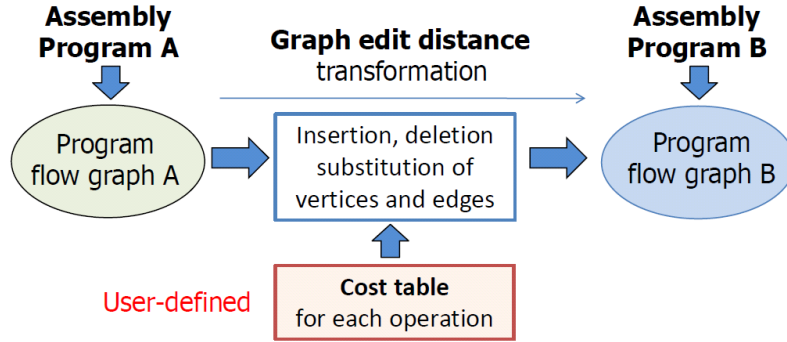 Assembly
Program A
Graph edit distance
transformation
Assembly
Program B
Program
flow graph A
Insertion, deletion
substitution of
vertices and edges
Program
flow graph B
User-defined
Cost table
for each operation